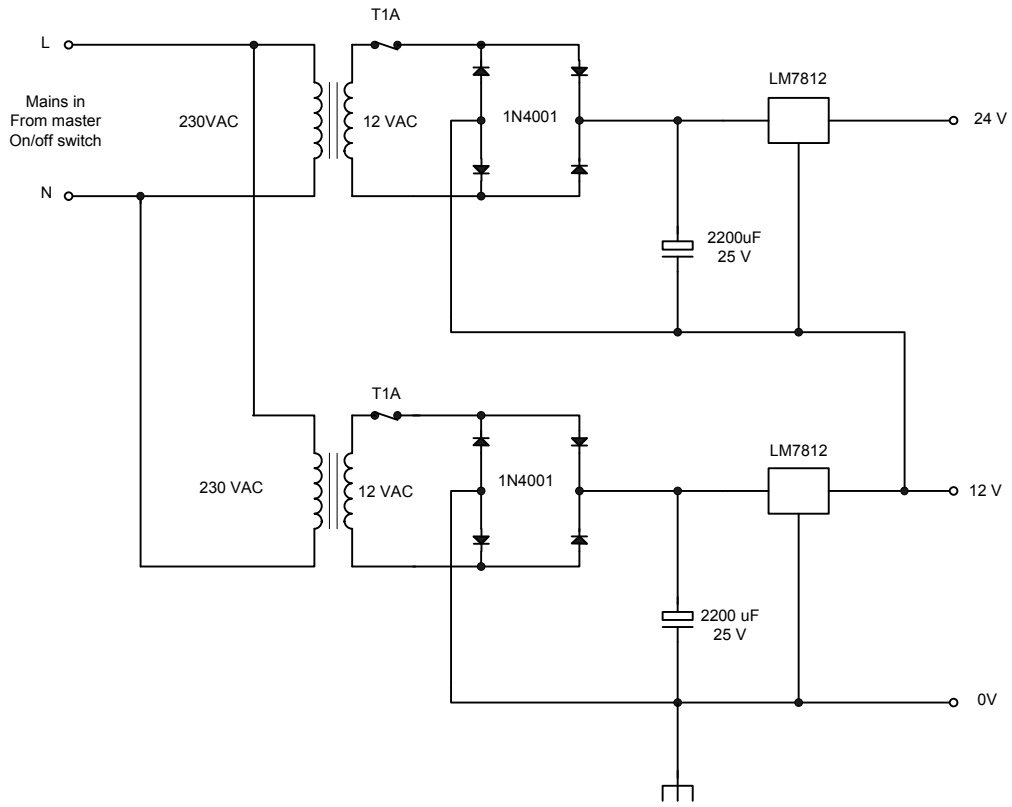 T1A
L
Mains in
From master
On/off switch
N
230VAC
12 VAC
1N4001
LM7812
24 V
2200uF
25 V
T1A
230 VAC
12 VAC
1N4001
LM7812
12 V
2200 uF
25 V
0V